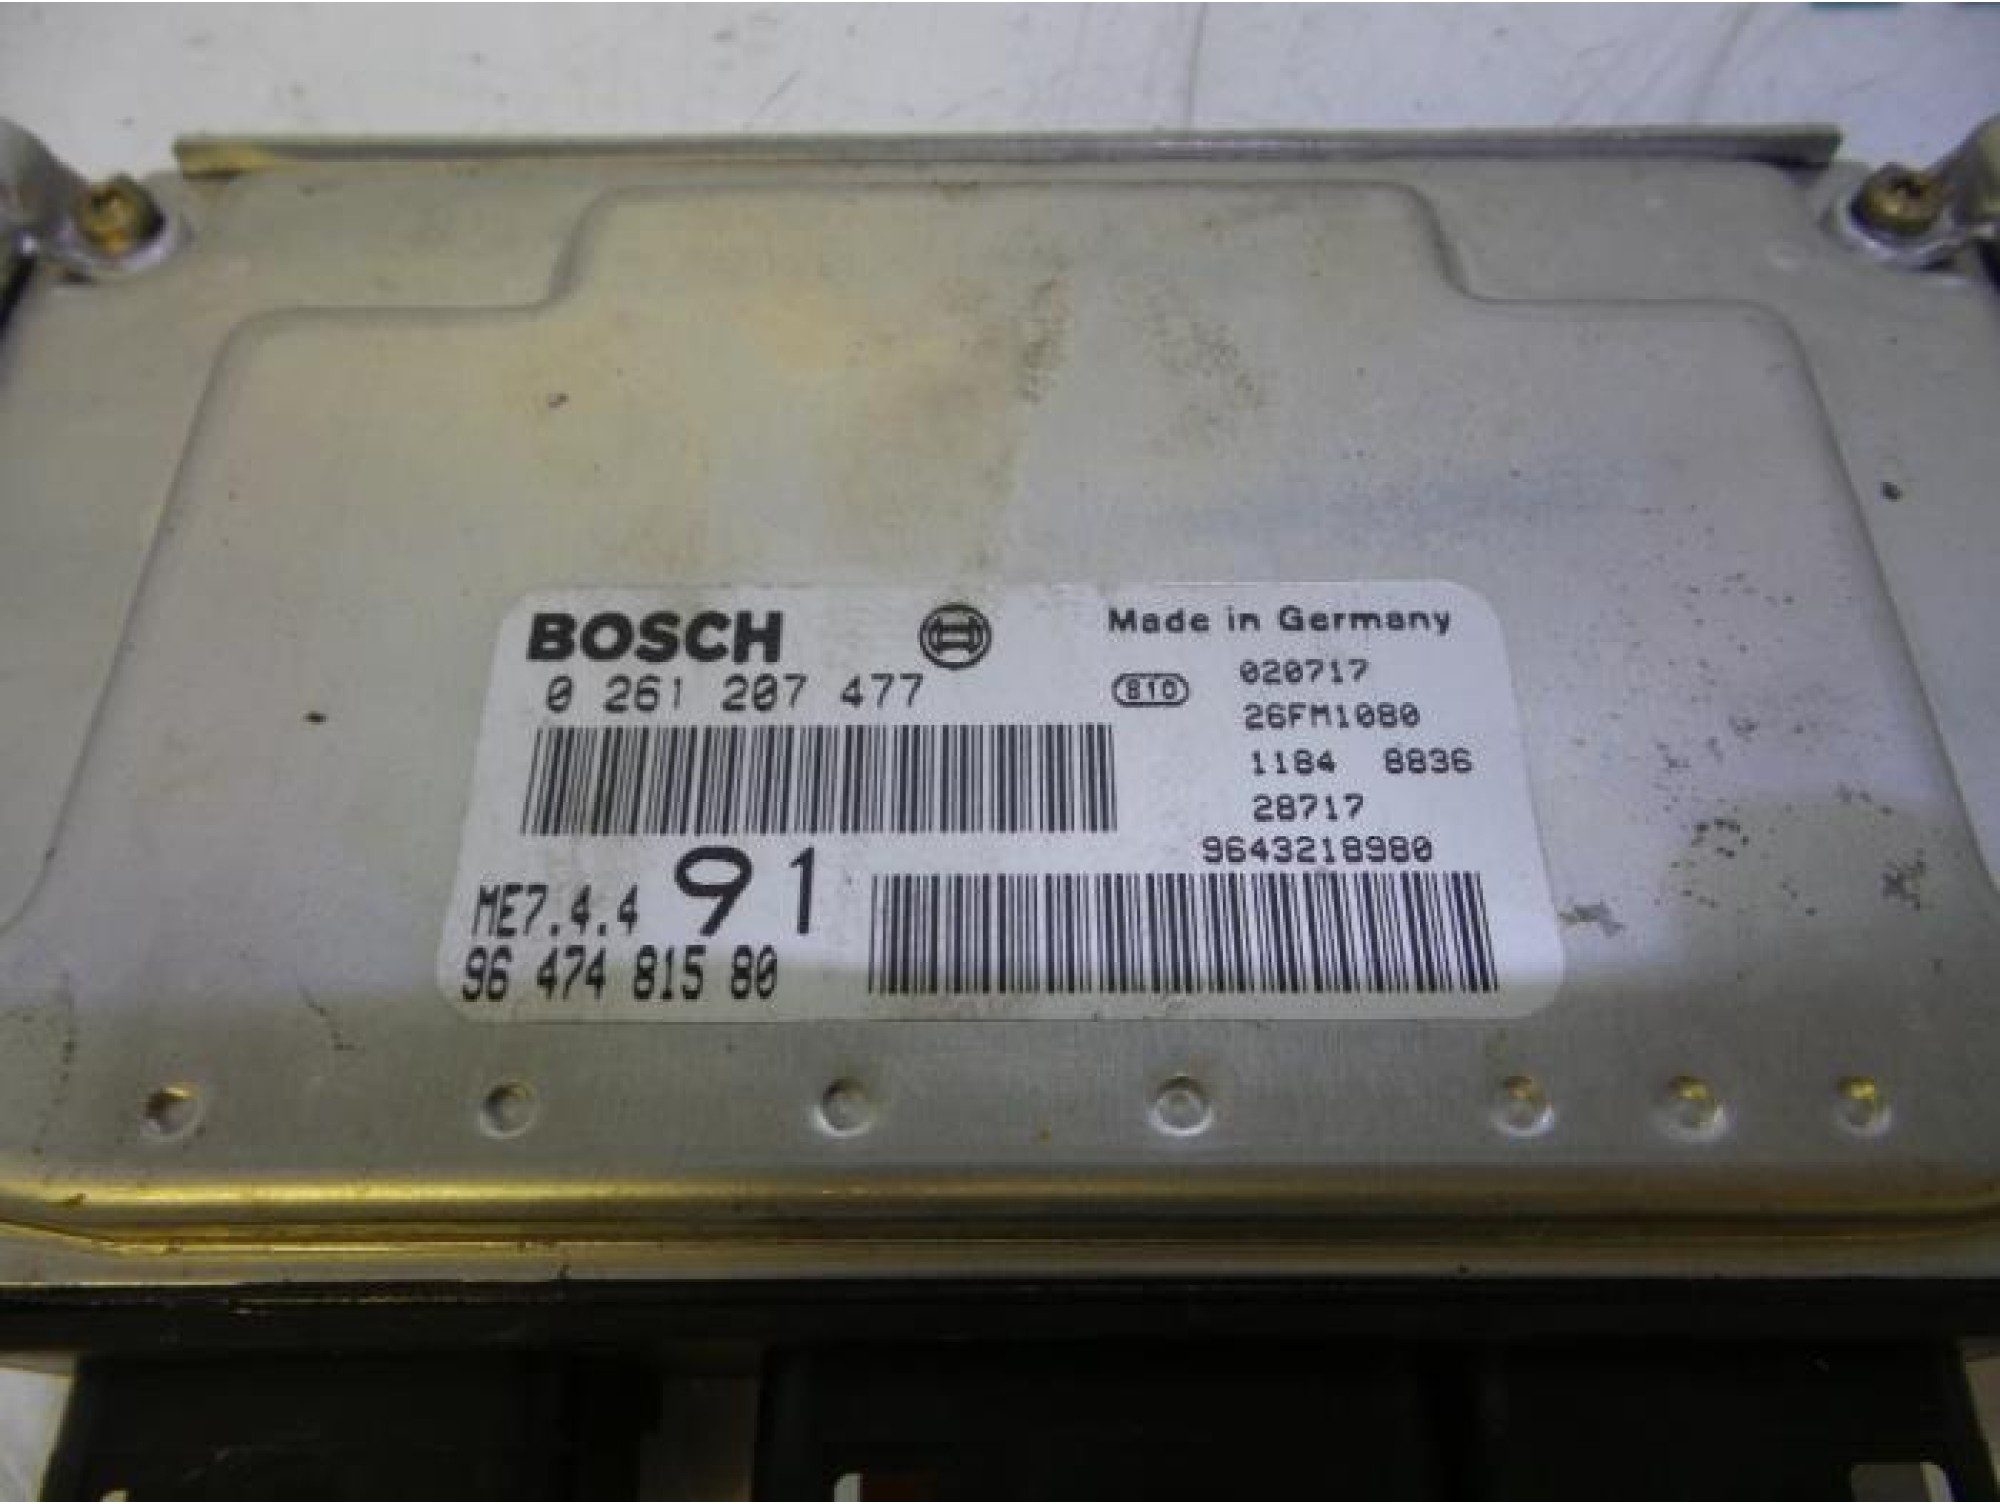 BOSCH
Made in Germany
0 261 207 477
810
020717
26FM1080
1184 8836
28717
9643218980
ME7.4.4 91
96 474 815 80